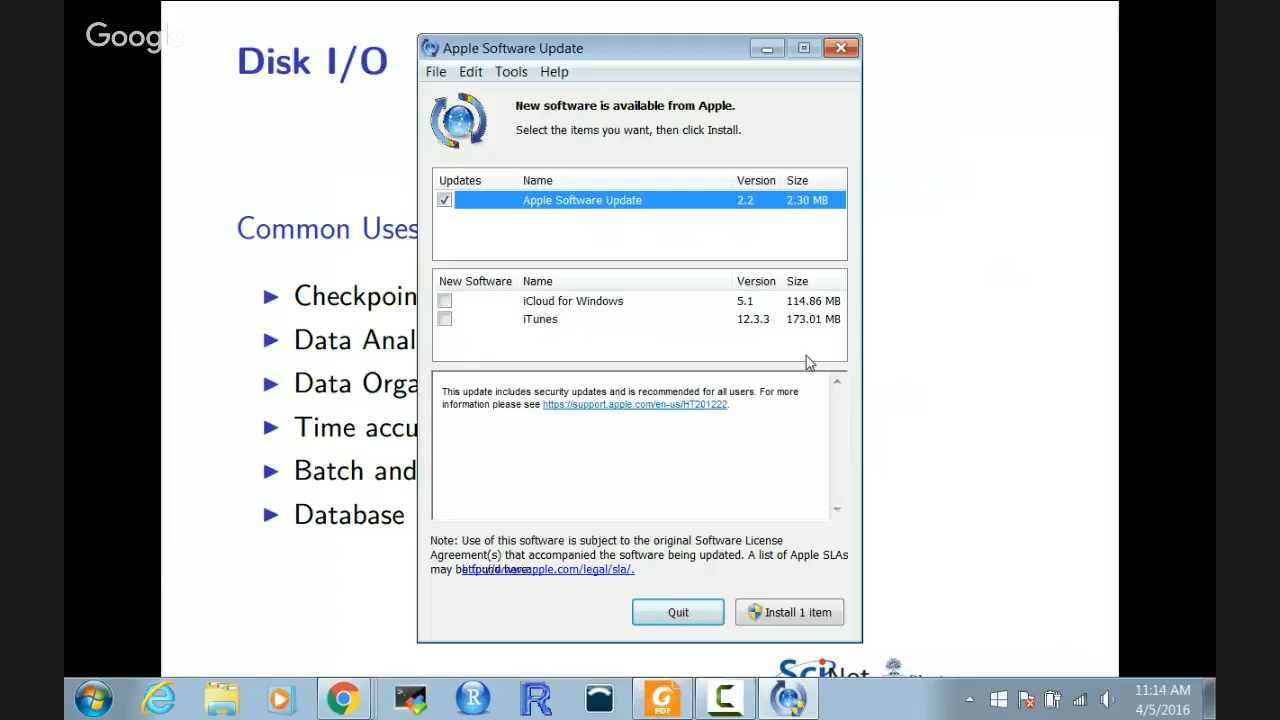 Google
Disk I/O
Apple Software Update
File Edit Tools Help
New software is available from Apple.
Select the items you want, then click Install.
Updates Name Version Size
Apple Software Update 2.2 2.30 MB
Common Uses
New Software Name Version Size
iCloud for Windows 5.1 114.86 MB
iTunes 12.3.3 173.01 MB
Checkpoin
Data Anal
Data Orga
Time accu
Batch and
Database
This update includes security updates and is recommended for all users. For more
information please see https://support.apple.com/en-us/HT201222.
Note: Use of this software is subject to the original Software License
Agreement(s) that accompanied the software being updated. A list of Apple SLAs
may be found here: http://www.apple.com/legal/sla/.
Quit Install 1 item
SciNet
R R PDF C
11:14 AM
4/5/2016